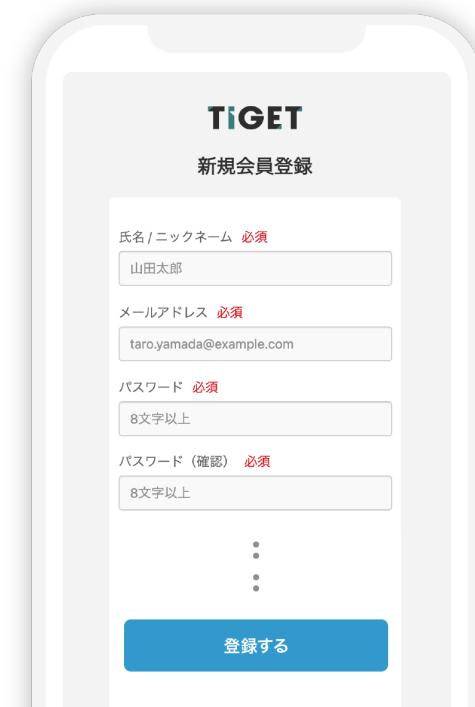 TiGET
新規会員登録
氏名 / ニックネーム 必須
山田太郎
メールアドレス 必須
taro.yamada@example.com
パスワード 必須
8文字以上
パスワード（確認） 必須
8文字以上
登録する